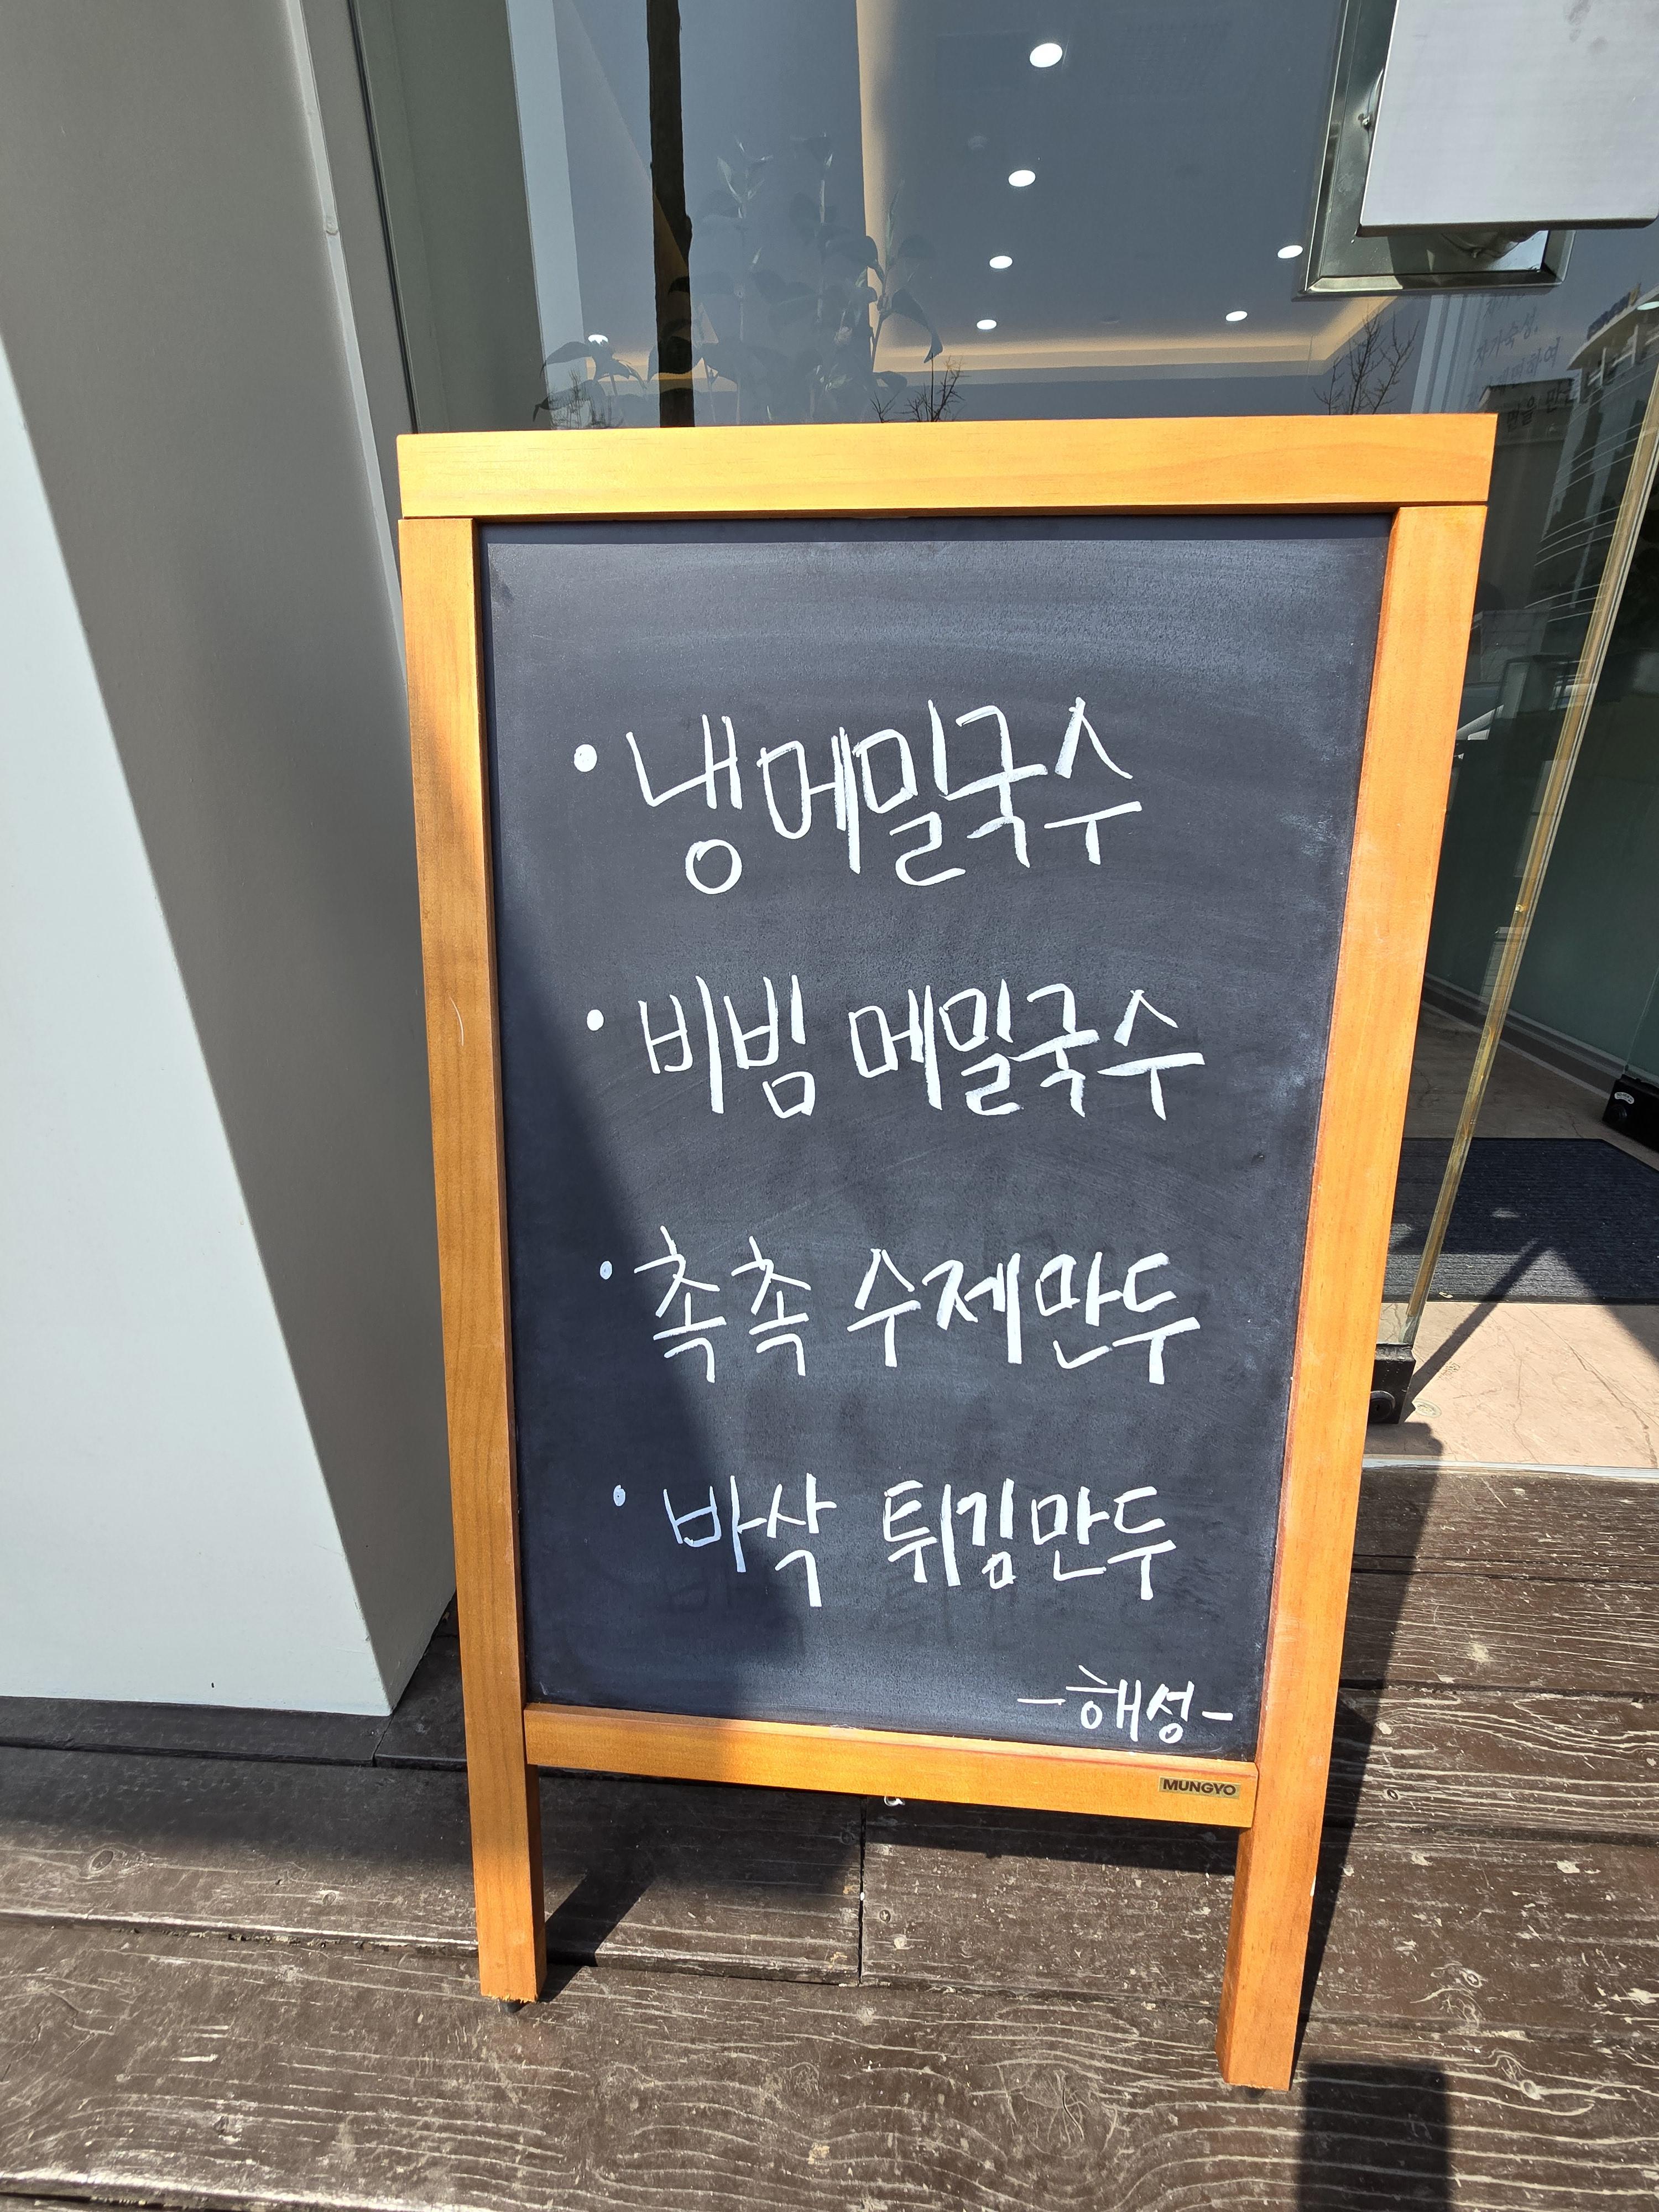 • 냉메밀국수
• 비빔 메밀국수
• 촉촉 수제만두
• 바삭 튀김만두
-해성-
MUNGYO